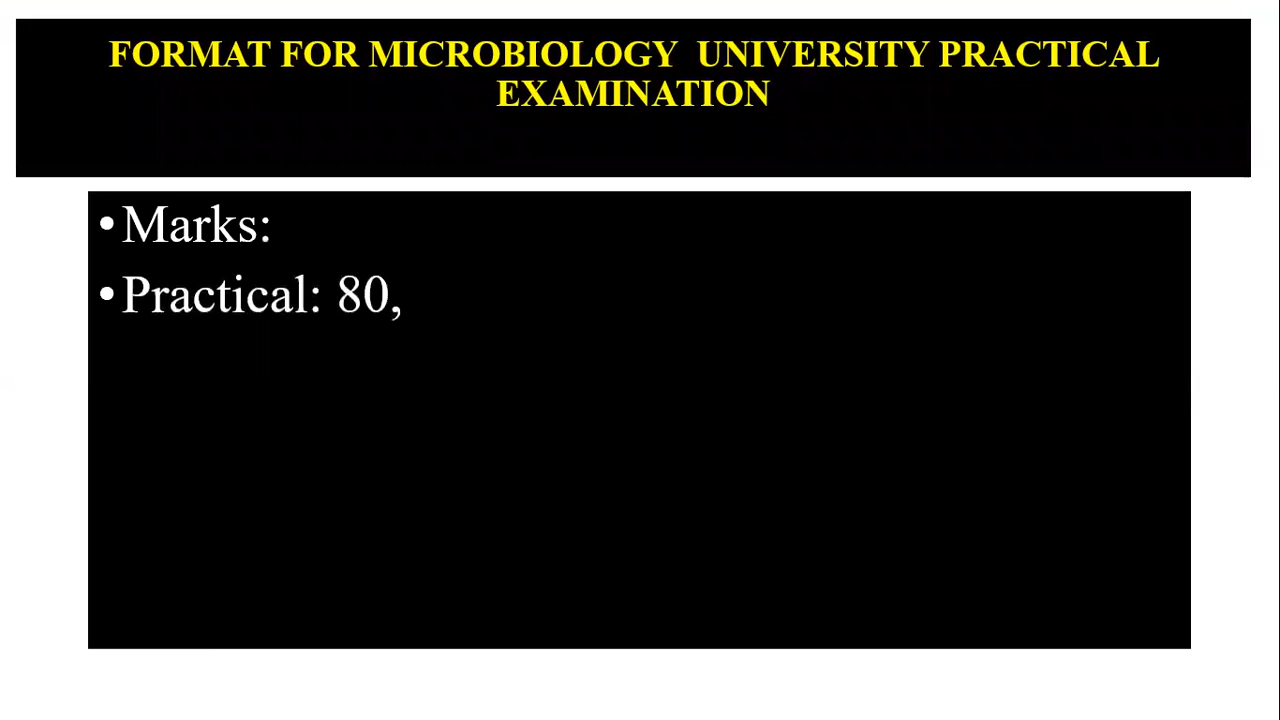 FORMAT FOR MICROBIOLOGY UNIVERSITY PRACTICAL
EXAMINATION
•Marks:
•Practical: 80,